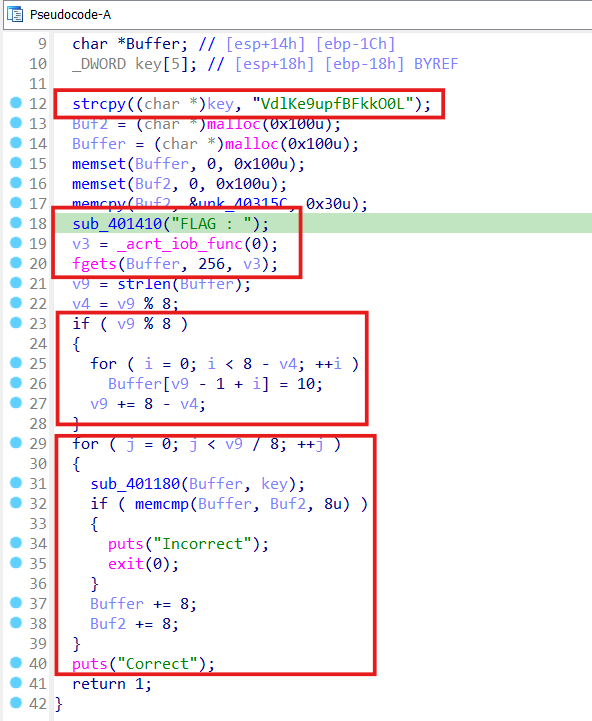 Pseudocode-A
9 char *Buffer; // [esp+14h] [ebp-1Ch]
10 _DWORD key[5]; // [esp+18h] [ebp-18h] BYREF
11
12 strcpy((char *)key, "VdlKe9upfBFkkO0L");
13 Buf2 = (char *)malloc(0x100u);
14 Buffer = (char *)malloc(0x100u);
15 memset(Buffer, 0, 0x100u);
16 memset(Buf2, 0, 0x100u);
17 memcpy(Buf2, &unk_40315C, 0x30u);
18 sub_401410("FLAG : ");
19 v3 = _acrt_iob_func(0);
20 fgets(Buffer, 256, v3);
21 v9 = strlen(Buffer);
22 v4 = v9 % 8;
23 if ( v9 % 8 )
24 {
25 for ( i = 0; i < 8 - v4; ++i )
26 Buffer[v9 - 1 + i] = 10;
27 v9 += 8 - v4;
28 }
29 for ( j = 0; j < v9 / 8; ++j )
30 {
31 sub_401180(Buffer, key);
32 if ( memcmp(Buffer, Buf2, 8u) )
33 {
34 puts("Incorrect");
35 exit(0);
36 }
37 Buffer += 8;
38 Buf2 += 8;
39 }
40 puts("Correct");
41 return 1;
42 }